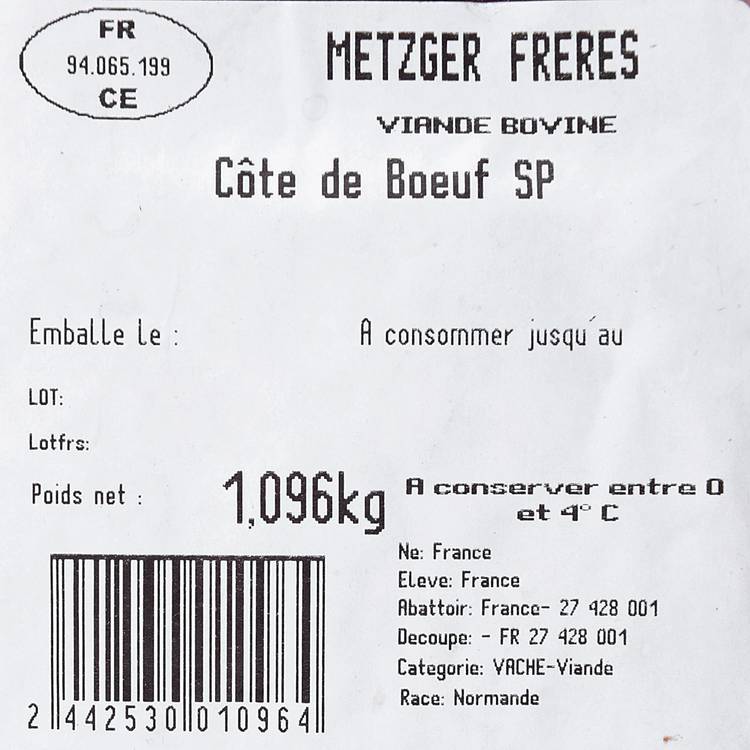 FR
94.065.199
CE
METZGER FRERES
VIANDE BOVINE
Côte de Boeuf SP
Emballe le :
A consommer jusqu'au
LOT:
Lotfrs:
Poids net :
1,096kg
A conserver entre 0
et 4° C
Ne: France
Eleve: France
Abattoir: France- 27 428 001
Decoupe: - FR 27 428 001
Categorie: VACHE-Viande
Race: Normande
2 442530 010964